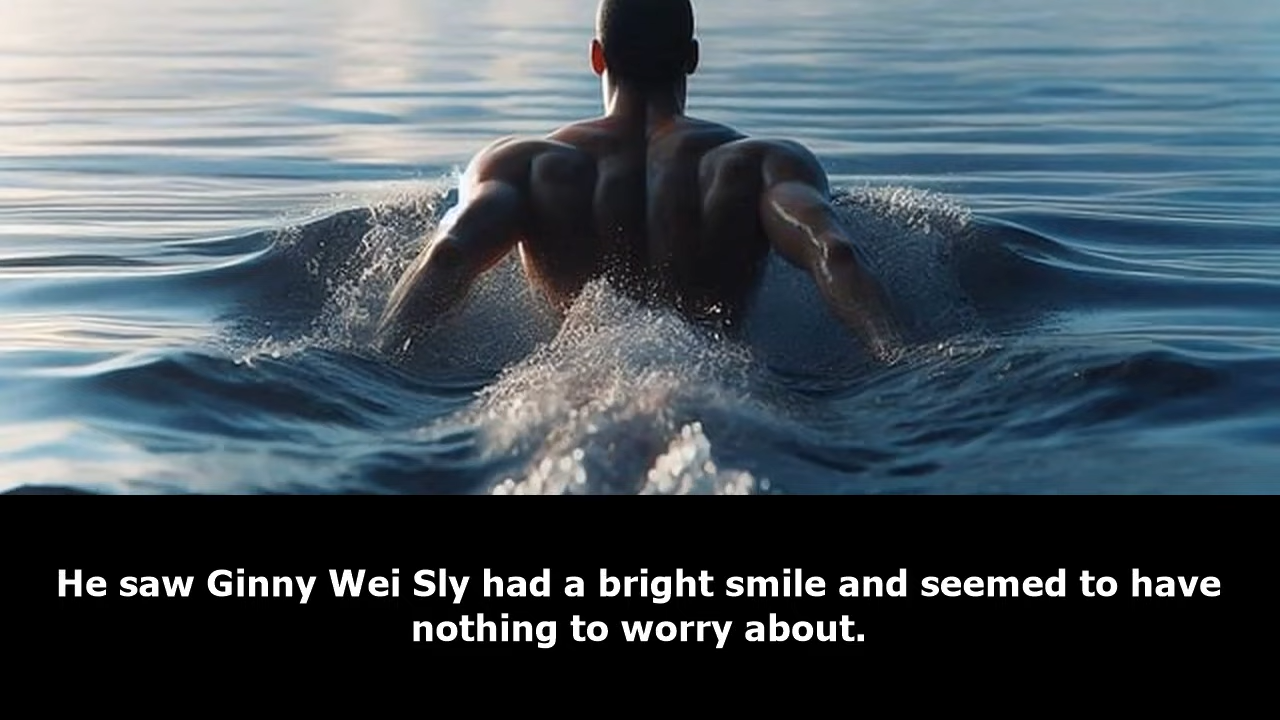 He saw Ginny Wei Sly had a bright smile and seemed to have
nothing to worry about.